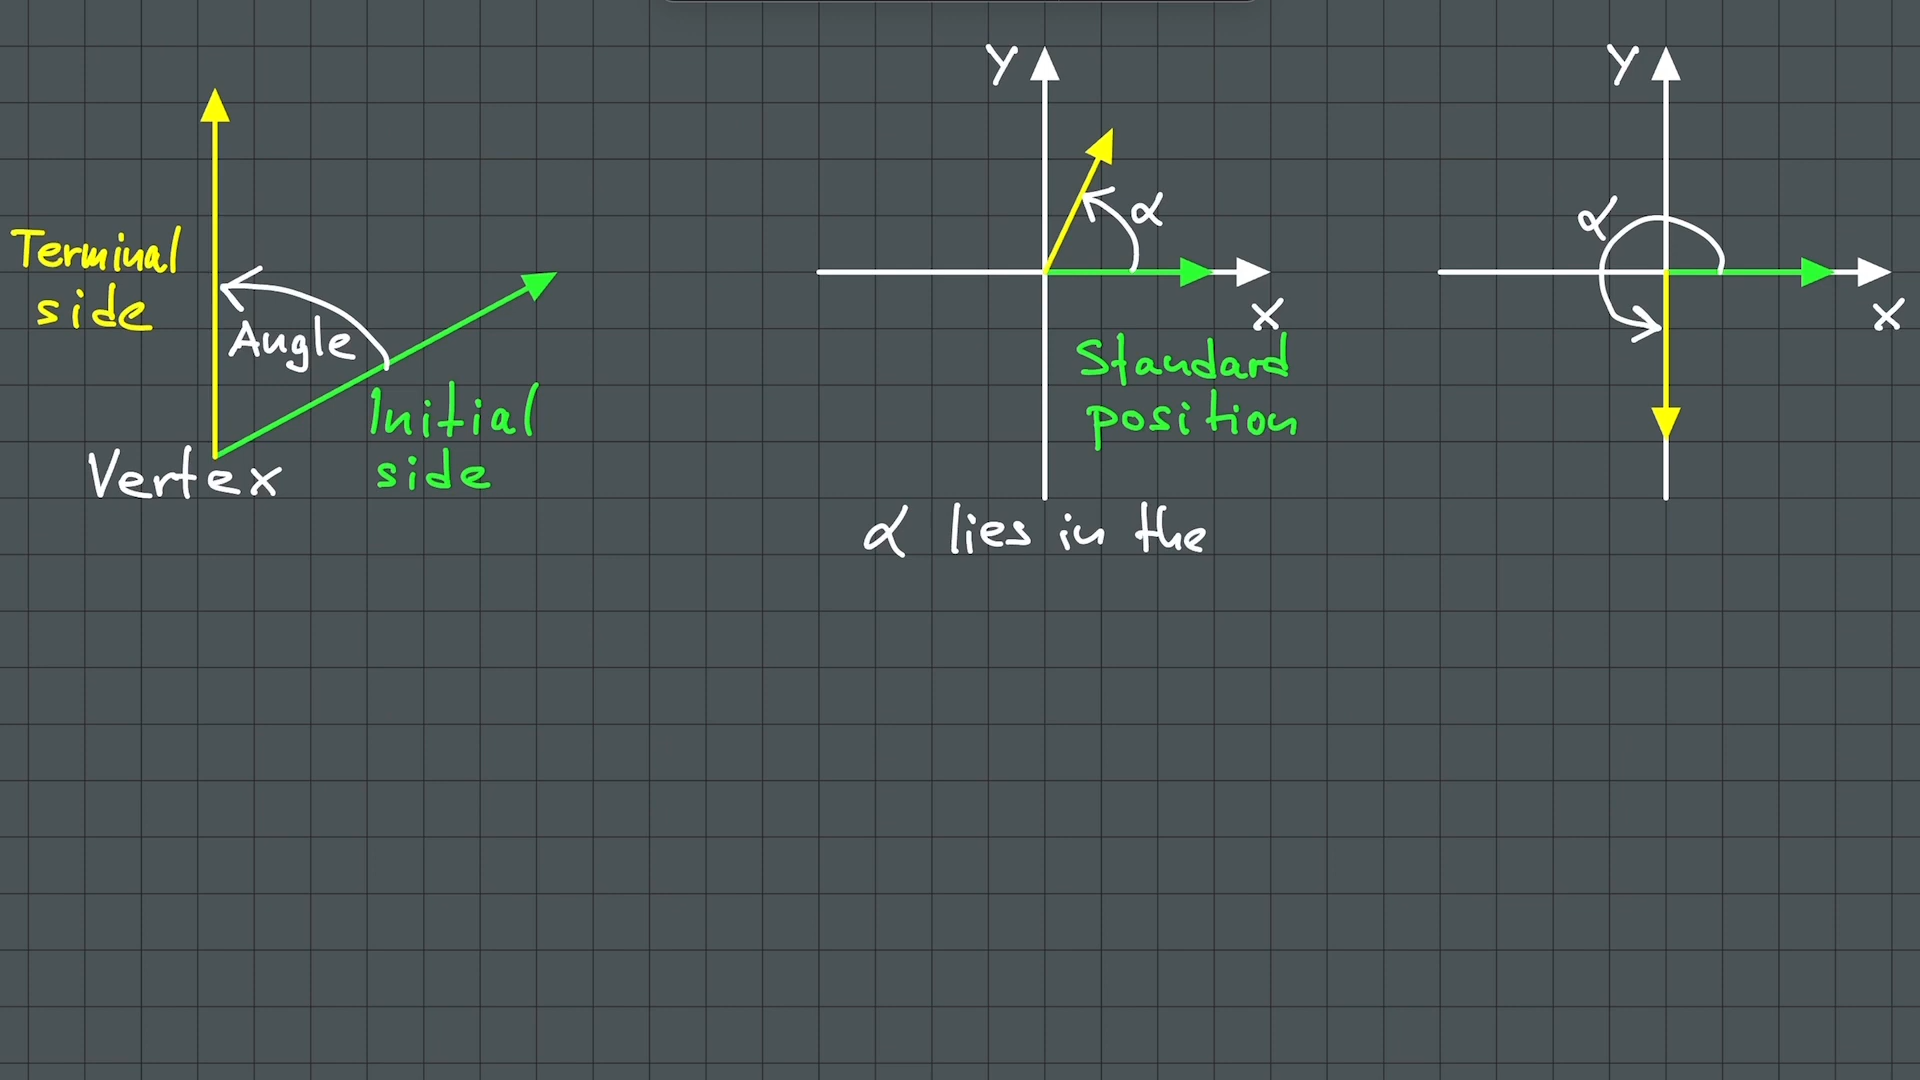 Terminal
side
Angle
Vertex
Initial
side
y
α
x
Standard
position
α lies in the
y
α
x